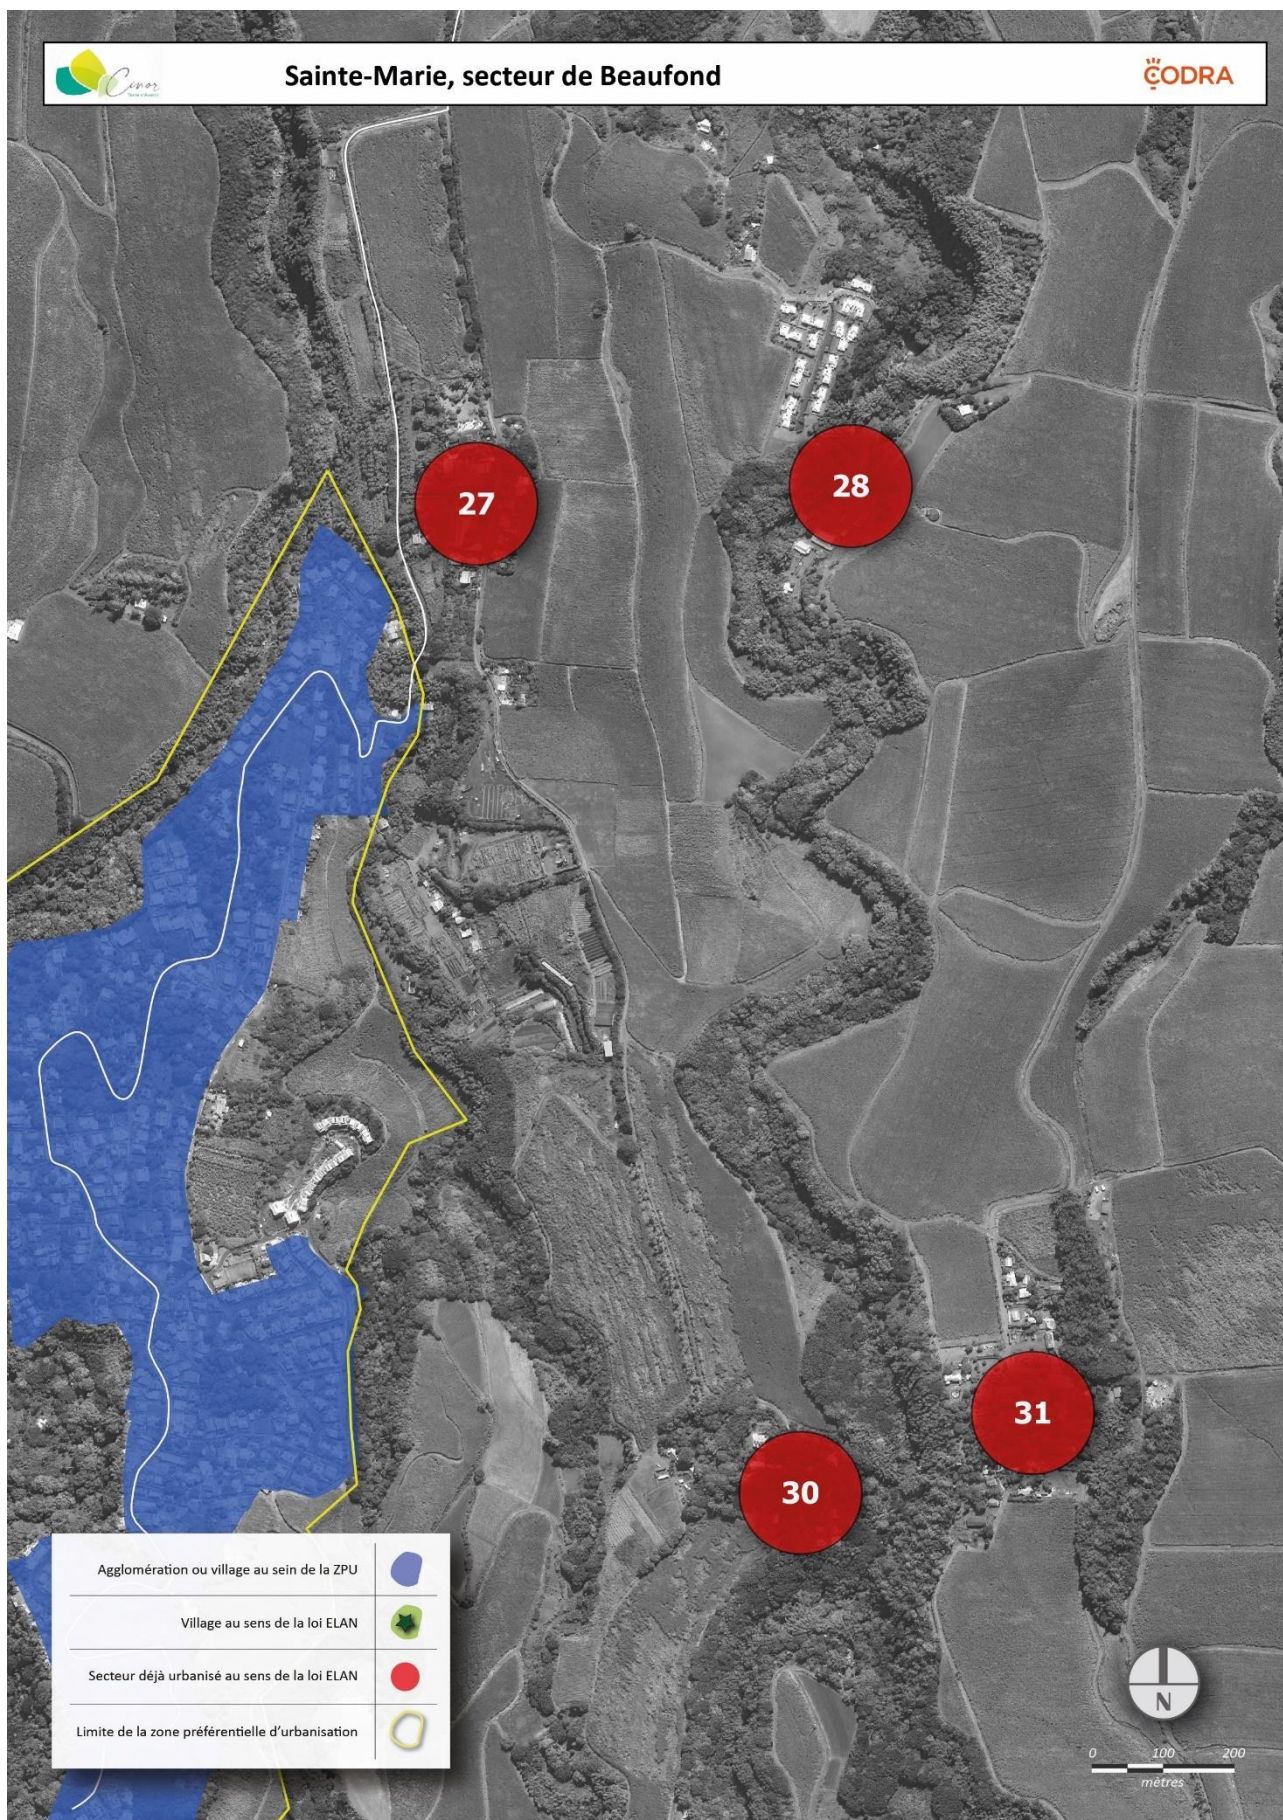 Cinor
Sainte-Marie, secteur de Beaufond
CODRA
27
28
31
30
Agglomération ou village au sein de la ZPU
Village au sens de la loi ELAN
Secteur déjà urbanisé au sens de la loi ELAN
Limite de la zone préférentielle d'urbanisation
N
0 100 200
mètres